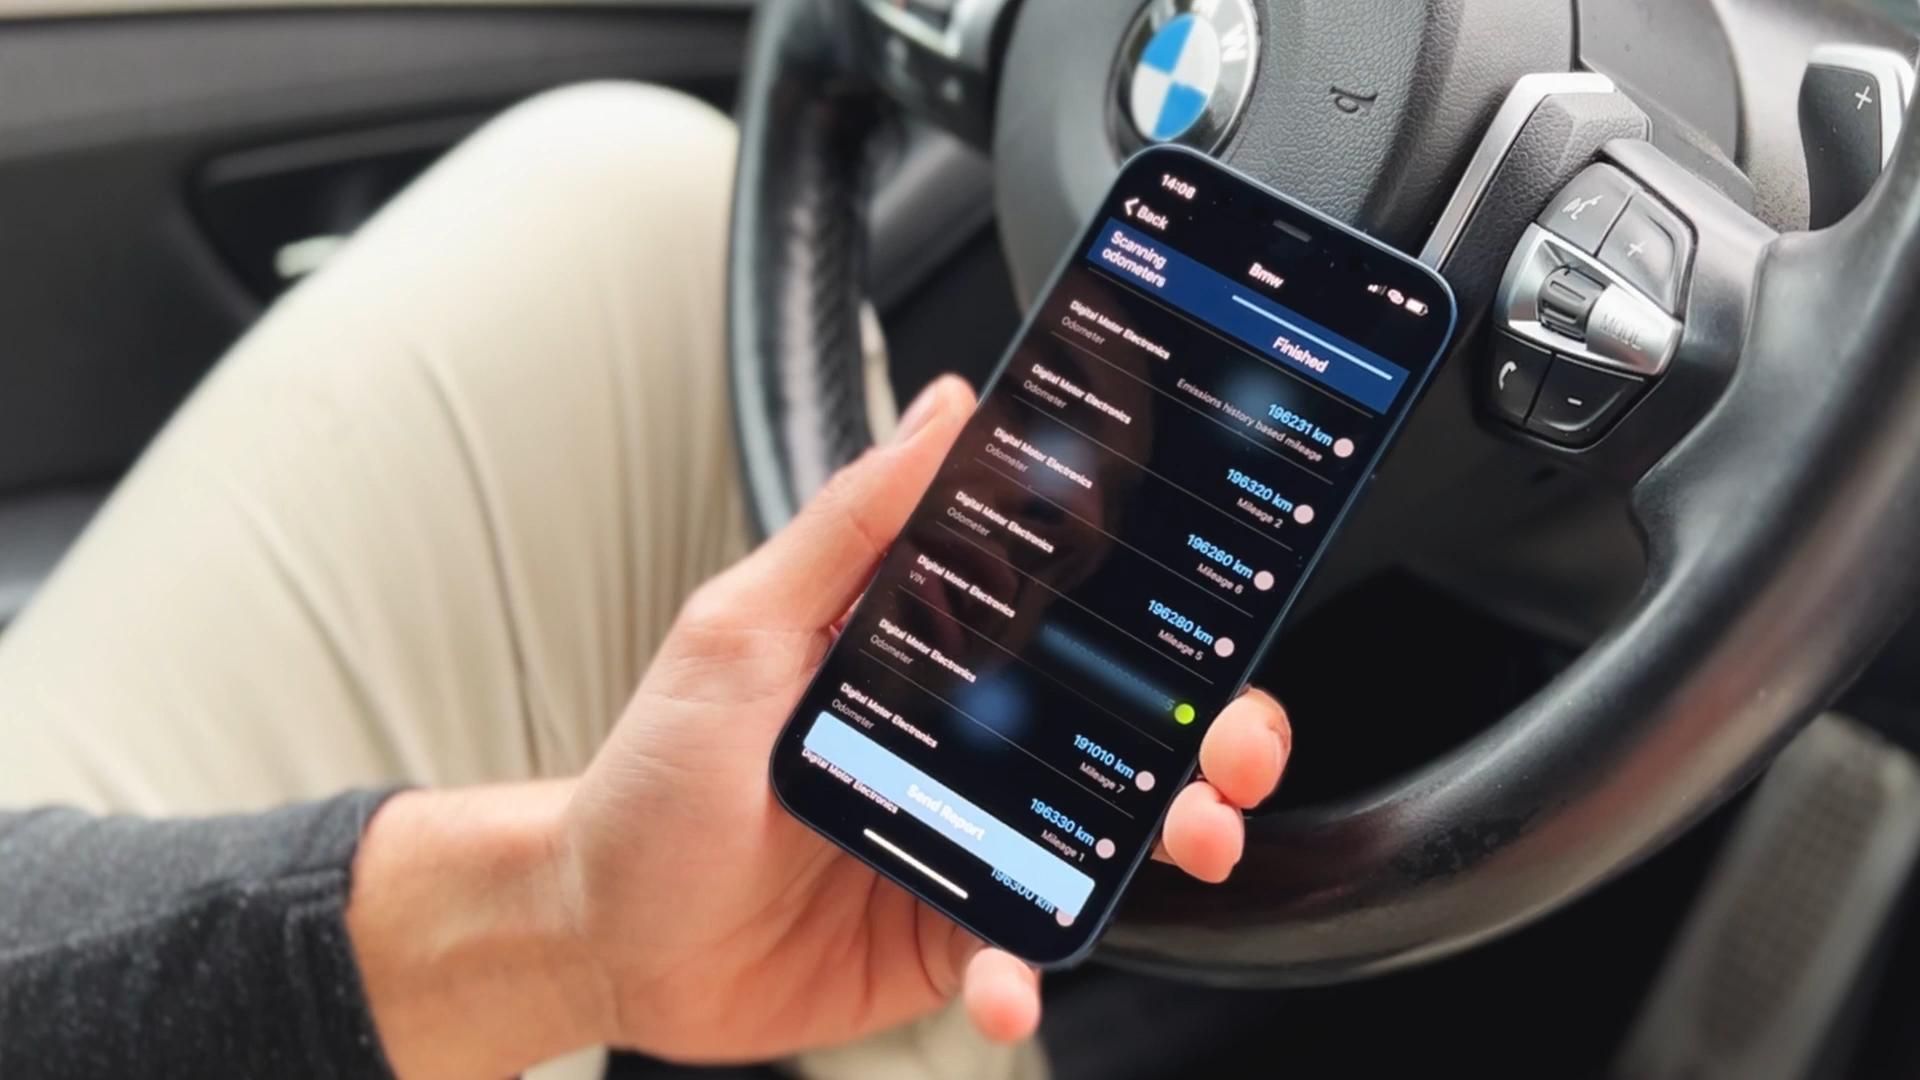 W
14:08
Back
Bmw
Scanning
odometers
Finished
Digital Motor Electronics
Odometer
196231 km
Emissions history based mileage
Digital Motor Electronics
Odometer
196320 km
Mileage 2
Digital Motor Electronics
Odometer
196260 km
Mileage 6
Digital Motor Electronics
Odometer
196280 km
Mileage 5
Digital Motor Electronics
VIN
Digital Motor Electronics
Odometer
191010 km
Mileage 7
Digital Motor Electronics
Odometer
196330 km
Mileage 1
Digital Motor Electronics
196300 km
Send Report
+
+
MODE
-